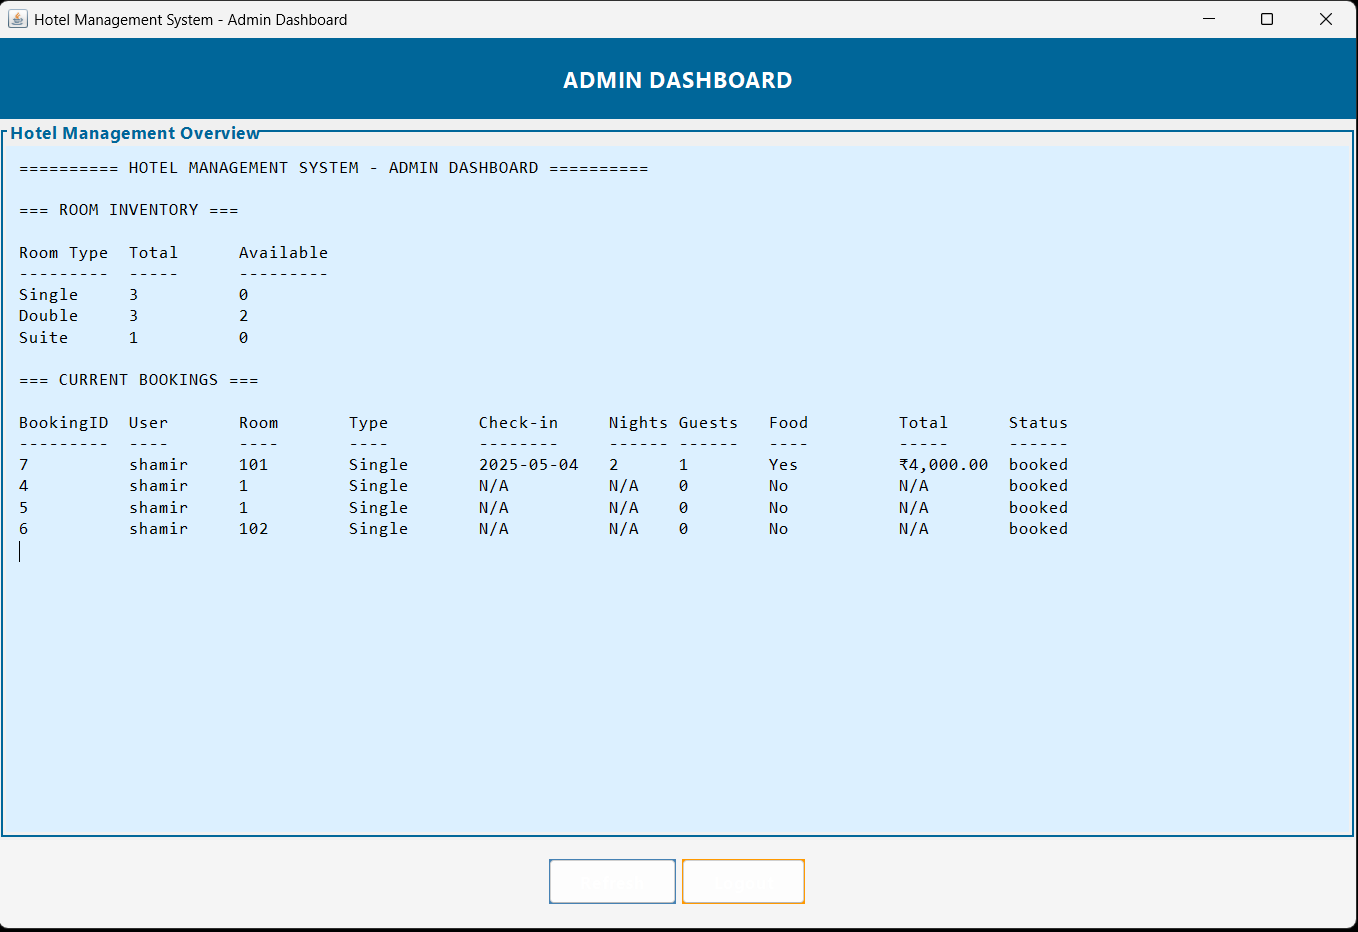 Hotel Management System - Admin Dashboard
ADMIN DASHBOARD
Hotel Management Overview
========== HOTEL MANAGEMENT SYSTEM - ADMIN DASHBOARD ==========
=== ROOM INVENTORY ===
Room Type Total Available
--------- ----- ---------
Single 3 0
Double 3 2
Suite 1 0
=== CURRENT BOOKINGS ===
BookingID User Room Type Check-in Nights Guests Food Total Status
--------- ---- ---- ---- -------- ------ ------ ---- ----- ------
7 shamir 101 Single 2025-05-04 2 1 Yes ₹4,000.00 booked
4 shamir 1 Single N/A N/A 0 No N/A booked
5 shamir 1 Single N/A N/A 0 No N/A booked
6 shamir 102 Single N/A N/A 0 No N/A booked